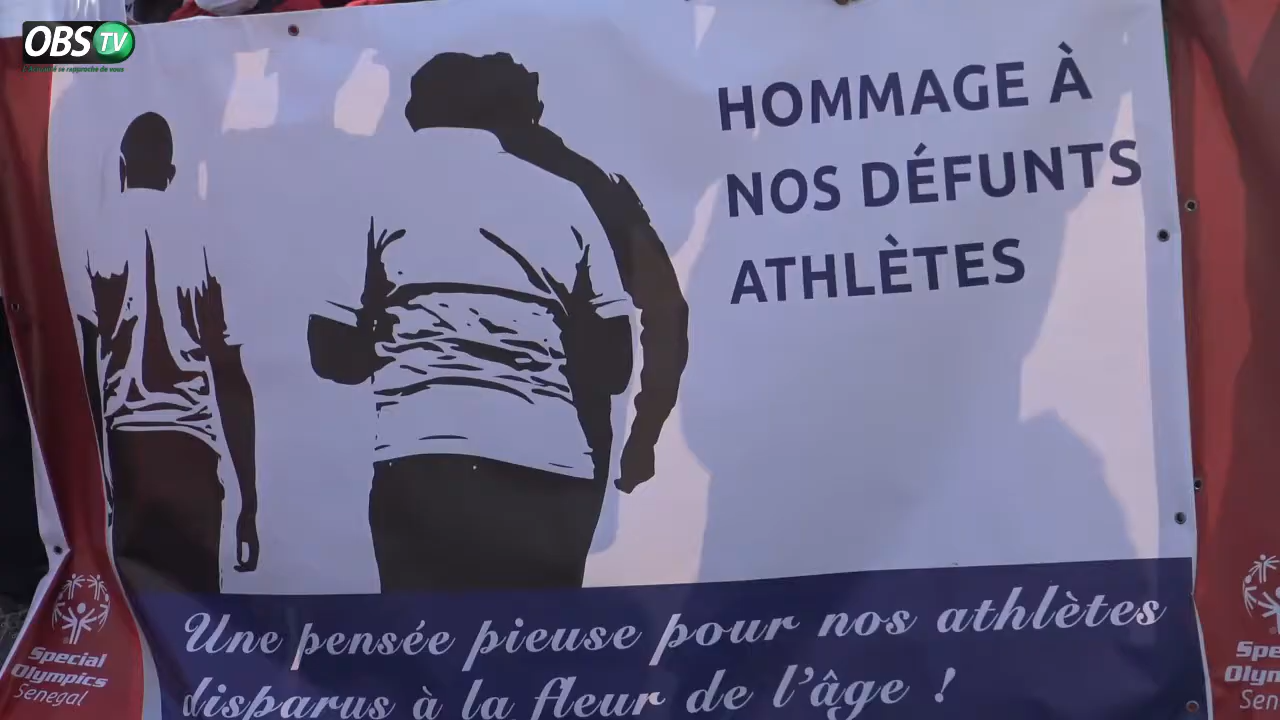 OBS TV
HOMMAGE À
NOS DÉFUNTS
ATHLÈTES
Une pensée pieuse pour nos athlètes
disparus à la fleur de l'âge !
Special
Olympics
Senegal